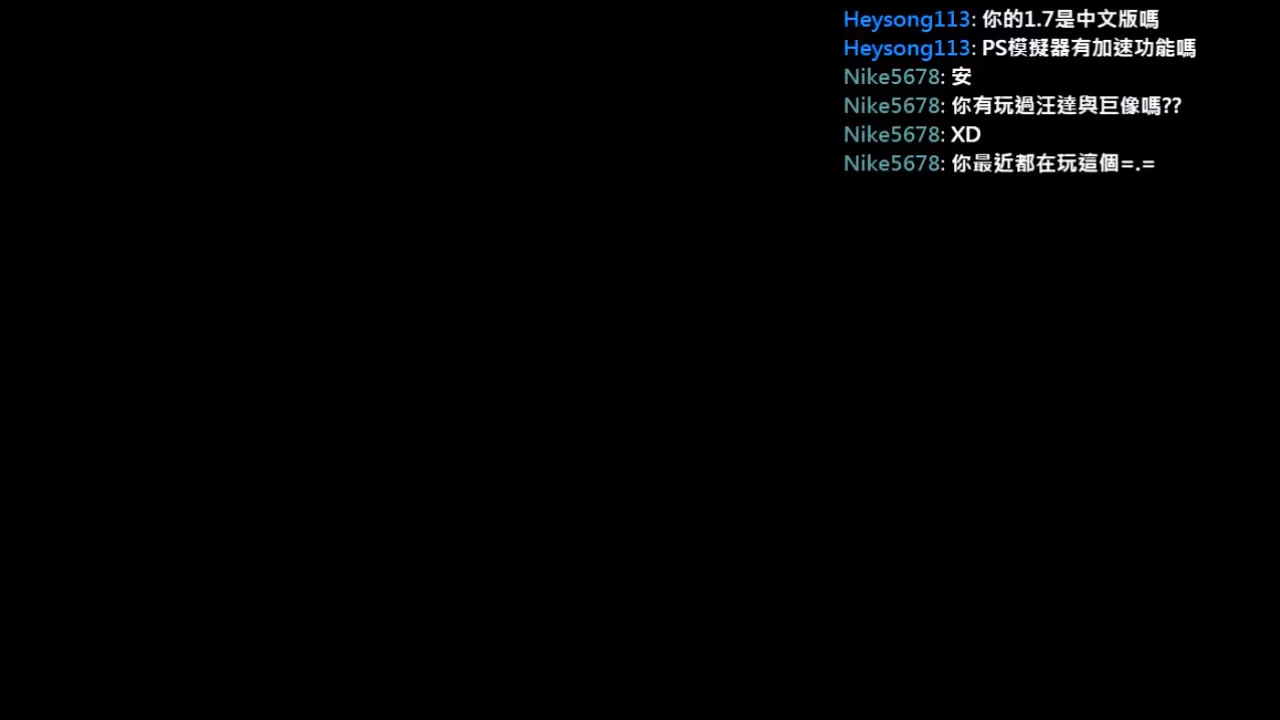 Heysong113: 你的1.7是中文版嗎
Heysong113: PS模擬器有加速功能嗎
Nike5678: 安
Nike5678: 你有玩過汪達與巨像嗎??
Nike5678: XD
Nike5678: 你最近都在玩這個=.=